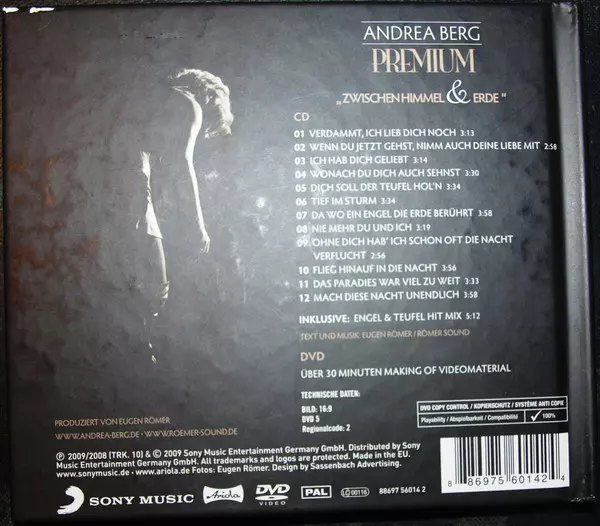 ANDREA BERG
PREMIUM
„ZWISCHEN HIMMEL & ERDE"
CD
01 VERDAMMT, ICH LIEB DICH NOCH 3:13
02 WENN DU JETZT GEHST, NIMM AUCH DEINE LIEBE MIT 2:58
03 ICH HAB DICH GELIEBT 3:14
04 WONACH DU DICH AUCH SEHNST 3:30
05 DICH SOLL DER TEUFEL HOL'N 3:34
06 TIEF IM STURM 3:34
07 DA WO EIN ENGEL DIE ERDE BERÜHRT 3:58
08 NIE MEHR DU UND ICH 3:19
09 OHNE DICH HAB' ICH SCHON OFT DIE NACHT
VERFLUCHT 2:56
10 FLIEG HINAUF IN DIE NACHT 3:56
11 DAS PARADIES WAR VIEL ZU WEIT 3:33
12 MACH DIESE NACHT UNENDLICH 3:58
INKLUSIVE: ENGEL & TEUFEL HIT MIX 5:12
TEXT UND MUSIK: EUGEN RÖMER / RÖMER SOUND
DVD
ÜBER 30 MINUTEN MAKING OF VIDEOMATERIAL
TECHNISCHE DATEN:
BILD: 16:9
DVD 5
Regionalcode: 2
DVD COPY CONTROL / KOPIERSCHUTZ / SYSTÈME ANTI COPIE
Playability / Abspielbarkeit / Compatibilité
100%
PRODUZIERT VON EUGEN RÖMER
WWW.ANDREA-BERG.DE · WWW.ROEMER-SOUND.DE
℗ 2009/2008 (TRK. 10) & © 2009 Sony Music Entertainment Germany GmbH. Distributed by Sony
Music Entertainment Germany GmbH. All trademarks and logos are protected. Made in the EU.
www.sonymusic.de · www.ariola.de Fotos: Eugen Römer. Design by Sassenbach Advertising.
SONY MUSIC
Ariola
DVD
VIDEO
PAL
LC 00116
88697 56014 2
8 86975 60142 4